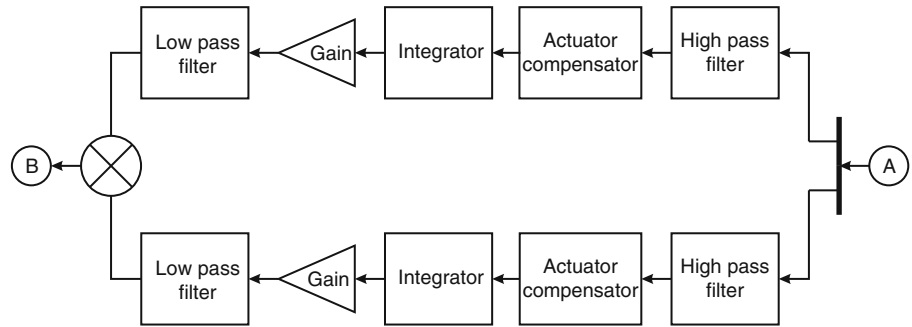 Low pass
filter
Gain
Integrator
Actuator
compensator
High pass
filter
B
A
Low pass
filter
Gain
Integrator
Actuator
compensator
High pass
filter